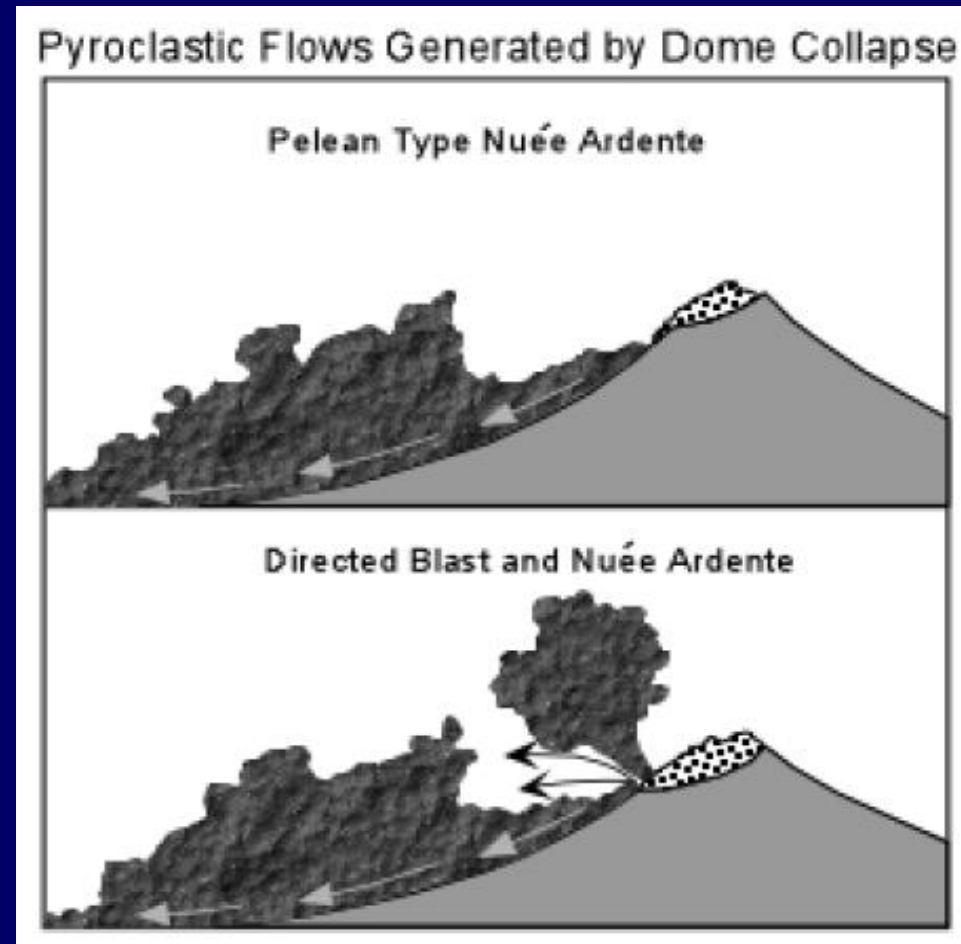 Pyroclastic Flows Generated by Dome Collapse
Pelean Type Nuée Ardente
Directed Blast and Nuée Ardente